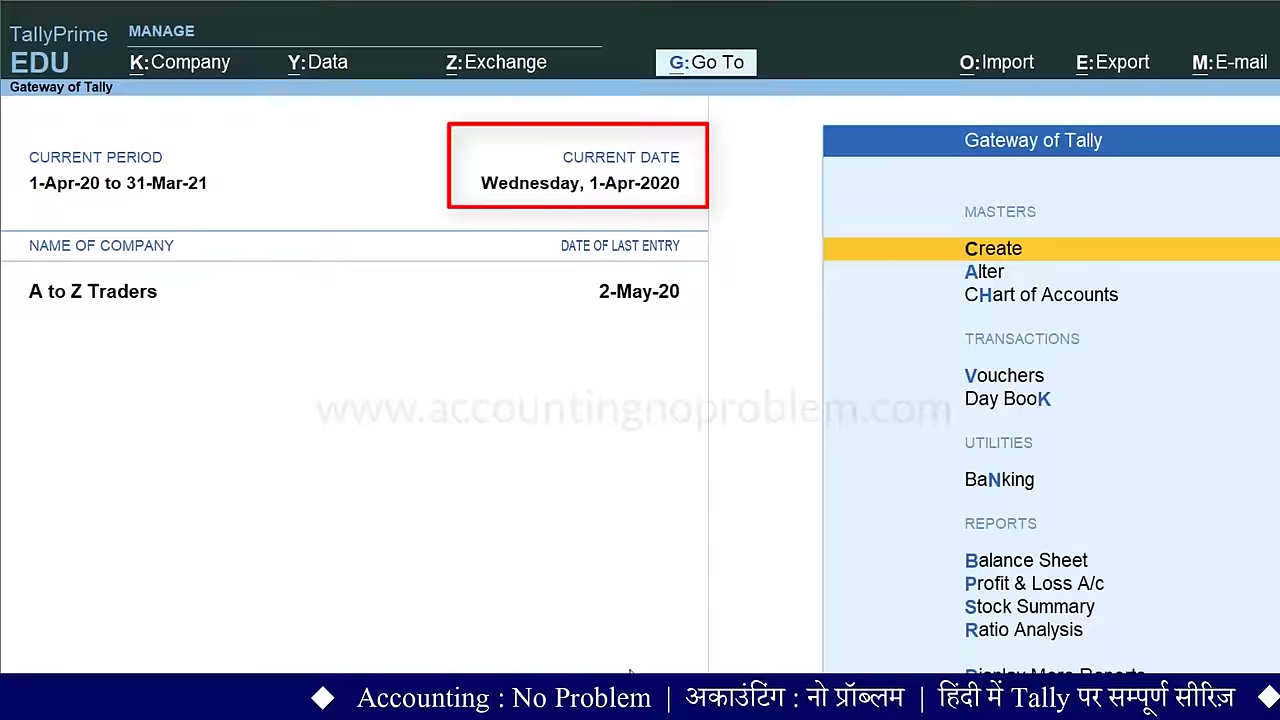 TallyPrime
MANAGE
EDU
K:Company Y:Data Z:Exchange G:Go To O:Import E:Export M:E-mail
Gateway of Tally
CURRENT PERIOD
1-Apr-20 to 31-Mar-21
CURRENT DATE
Wednesday, 1-Apr-2020
NAME OF COMPANY DATE OF LAST ENTRY
A to Z Traders 2-May-20
www.accountingnoproblem.com
Gateway of Tally
MASTERS
Create
Alter
CHart of Accounts
TRANSACTIONS
Vouchers
Day BooK
UTILITIES
BaNking
REPORTS
Balance Sheet
Profit & Loss A/c
Stock Summary
Ratio Analysis
Display More Reports
◆ Accounting : No Problem | अकाउंटिंग : नो प्रॉब्लम | हिंदी में Tally पर सम्पूर्ण सीरिज़ ◆